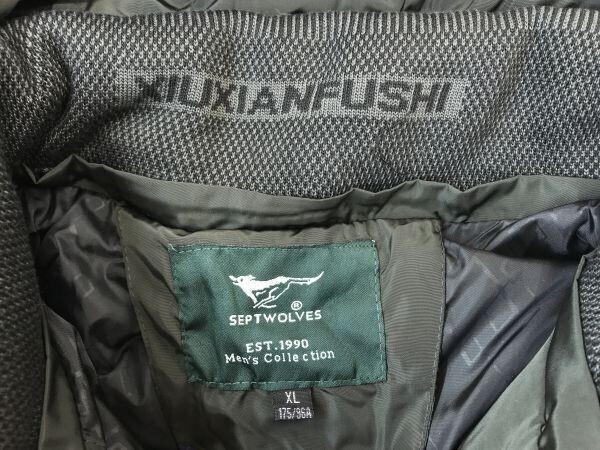 XIUXIANFUSHI
®
SEPTWOLVES
EST.1990
Men's Collection
XL
175/96A